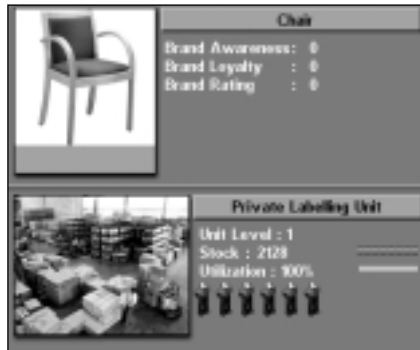 Chair
Brand Awareness: 0
Brand Loyalty : 0
Brand Rating : 0
Private Labelling Unit
Unit Level : 1
Stock : 2128
Utilization : 100%